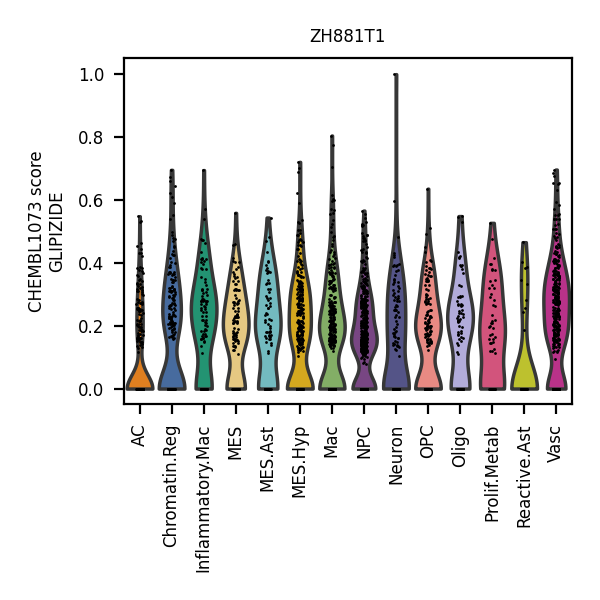 ZH881T1
CHEMBL1073 score
GLIPIZIDE
1.0
0.8
0.6
0.4
0.2
0.0
AC
Chromatin.Reg
Inflammatory.Mac
MES
MES.Ast
MES.Hyp
Mac
NPC
Neuron
OPC
Oligo
Prolif.Metab
Reactive.Ast
Vasc